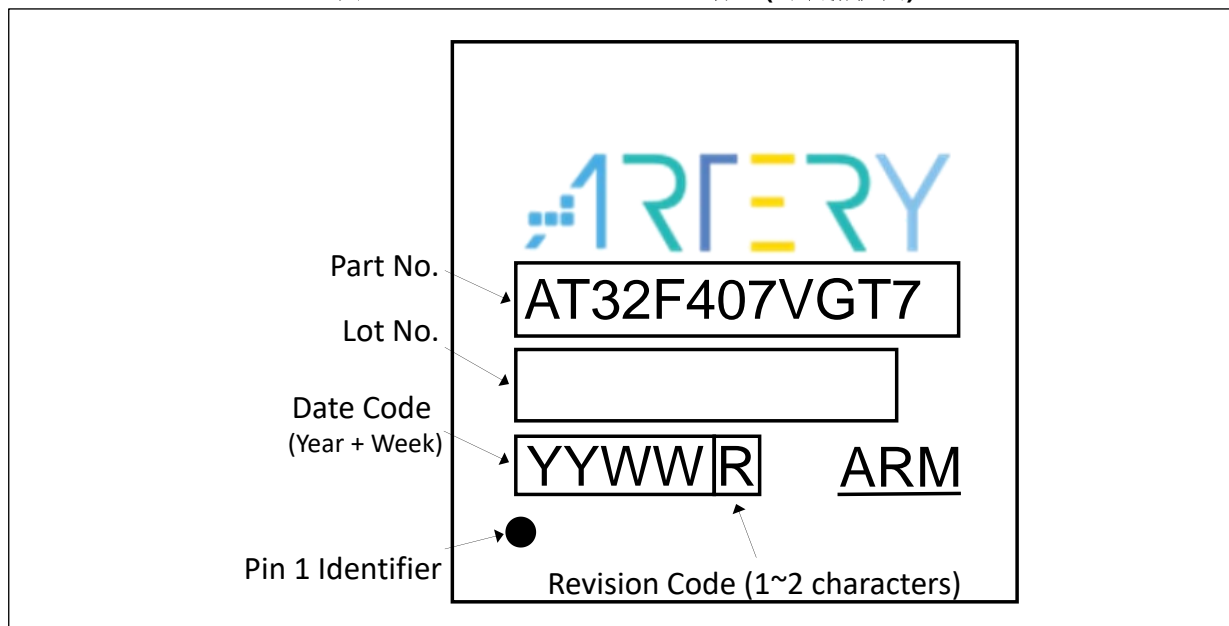 ARTERY
Part No.
AT32F407VGT7
Lot No.
Date Code
(Year + Week)
YYWW R
ARM
Pin 1 Identifier
Revision Code (1~2 characters)